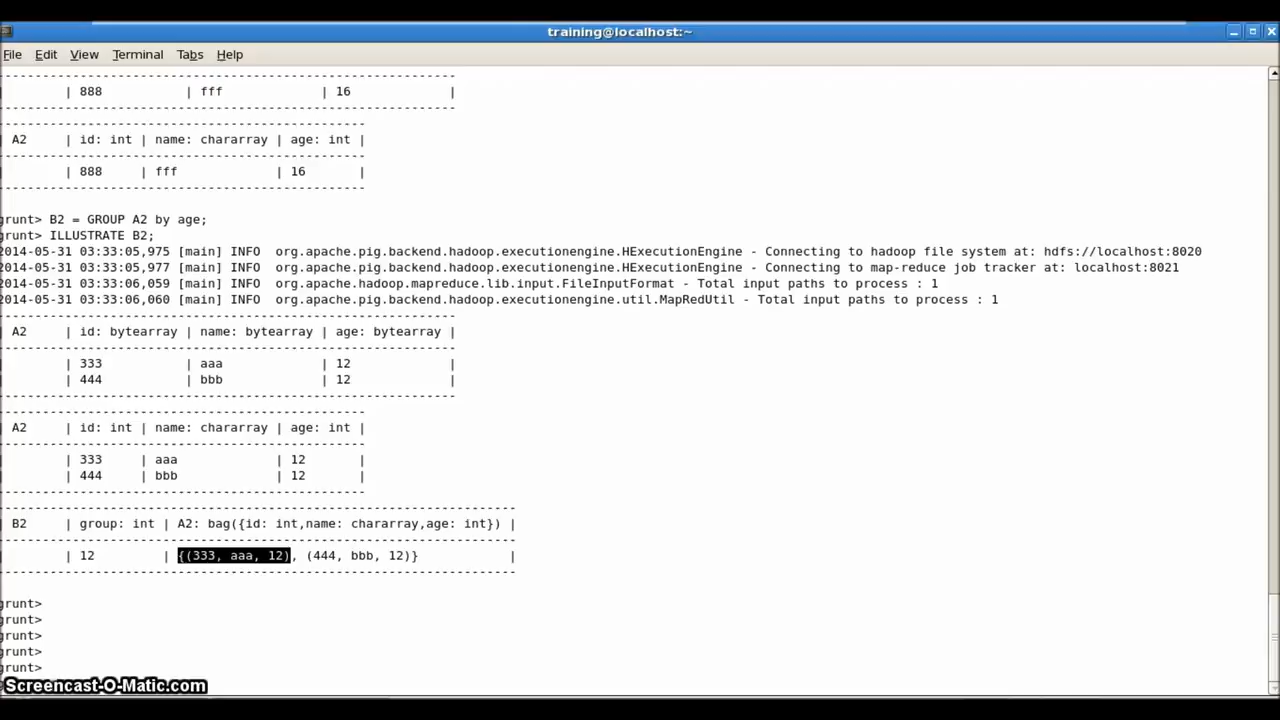 training@localhost:~
File Edit View Terminal Tabs Help
-------------------------------------------------------------
| 888 | fff | 16 |
-------------------------------------------------------------
-------------------------------------------------
A2 | id: int | name: chararray | age: int |
-------------------------------------------------
| 888 | fff | 16 |
-------------------------------------------------
grunt> B2 = GROUP A2 by age;
grunt> ILLUSTRATE B2;
2014-05-31 03:33:05,975 [main] INFO org.apache.pig.backend.hadoop.executionengine.HExecutionEngine - Connecting to hadoop file system at: hdfs://localhost:8020
2014-05-31 03:33:05,977 [main] INFO org.apache.pig.backend.hadoop.executionengine.HExecutionEngine - Connecting to map-reduce job tracker at: localhost:8021
2014-05-31 03:33:06,059 [main] INFO org.apache.hadoop.mapreduce.lib.input.FileInputFormat - Total input paths to process : 1
2014-05-31 03:33:06,060 [main] INFO org.apache.pig.backend.hadoop.executionengine.util.MapRedUtil - Total input paths to process : 1
-------------------------------------------------------------
A2 | id: bytearray | name: bytearray | age: bytearray |
-------------------------------------------------------------
| 333 | aaa | 12 |
| 444 | bbb | 12 |
-------------------------------------------------------------
-------------------------------------------------
A2 | id: int | name: chararray | age: int |
-------------------------------------------------
| 333 | aaa | 12 |
| 444 | bbb | 12 |
-------------------------------------------------
---------------------------------------------------------------------
B2 | group: int | A2: bag({id: int,name: chararray,age: int}) |
---------------------------------------------------------------------
| 12 | {(333, aaa, 12), (444, bbb, 12)} |
---------------------------------------------------------------------
grunt>
grunt>
grunt>
grunt>
grunt>
Screencast-O-Matic.com